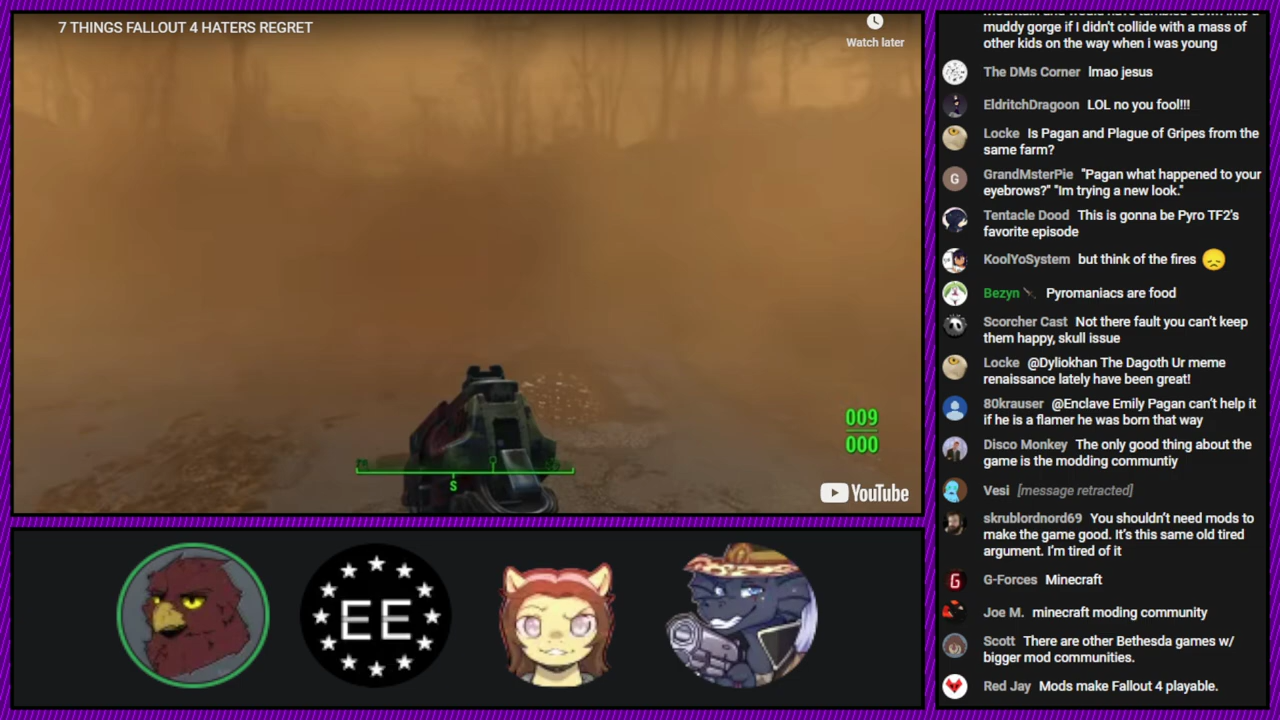 7 THINGS FALLOUT 4 HATERS REGRET
Watch later
009
000
S
YouTube
EE
muddy gorge if I didn't collide with a mass of
other kids on the way when i was young
The DMs Corner lmao jesus
EldritchDragoon LOL no you fool!!!
Locke Is Pagan and Plague of Gripes from the
same farm?
G
GrandMsterPie "Pagan what happened to your
eyebrows?" "Im trying a new look."
Tentacle Dood This is gonna be Pyro TF2's
favorite episode
KoolYoSystem but think of the fires
Bezyn Pyromaniacs are food
Scorcher Cast Not there fault you can't keep
them happy, skull issue
Locke @Dyliokhan The Dagoth Ur meme
renaissance lately have been great!
80krauser @Enclave Emily Pagan can't help it
if he is a flamer he was born that way
Disco Monkey The only good thing about the
game is the modding communtiy
Vesi [message retracted]
skrublordnord69 You shouldn't need mods to
make the game good. It's this same old tired
argument. I'm tired of it
G
G-Forces Minecraft
Joe M. minecraft moding community
Scott There are other Bethesda games w/
bigger mod communities.
Red Jay Mods make Fallout 4 playable.